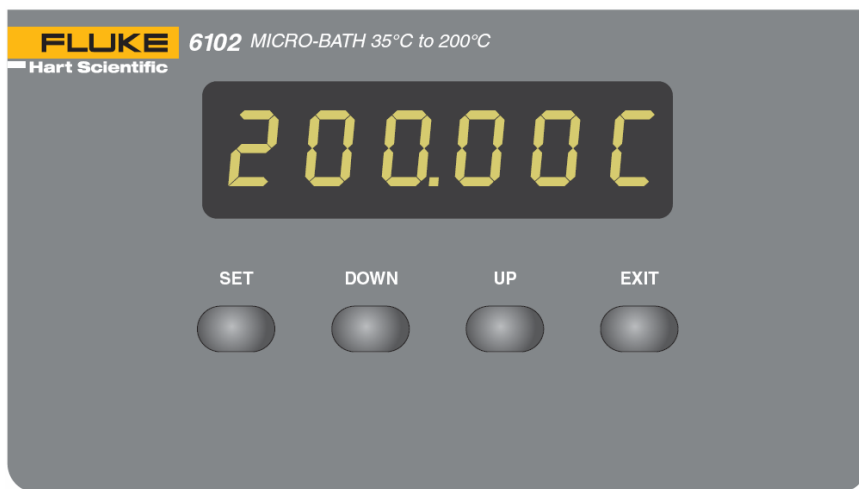 FLUKE 6102 MICRO-BATH 35°C to 200°C
Hart Scientific
200.00C
SET DOWN UP EXIT